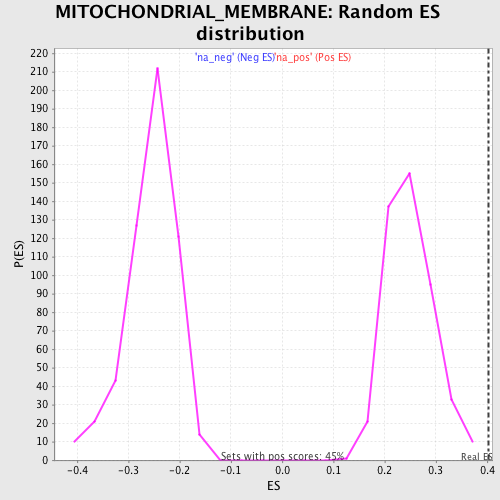 MITOCHONDRIAL_MEMBRANE: Random ES
distribution
'na_neg' (Neg ES)'na_pos' (Pos ES)
220
210
200
190
180
170
160
150
140
130
120
110
100
90
80
70
60
50
40
30
20
10
0
P(ES)
Sets with pos scores: 45%
Real ES
-0.4 -0.3 -0.2 -0.1 0.0 0.1 0.2 0.3 0.4
ES